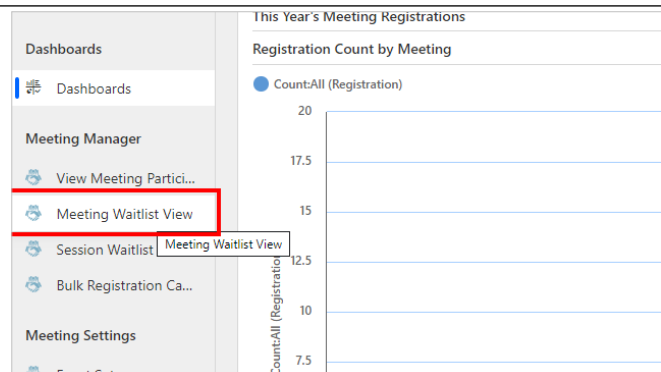 This Year's Meeting Registrations
Dashboards
Registration Count by Meeting
Dashboards
Count:All (Registration)
20
Meeting Manager
17.5
View Meeting Partici...
15
Meeting Waitlist View
Session Waitlist
Meeting Waitlist View
12.5
Bulk Registration Ca...
10
Count:All (Registration
Meeting Settings
7.5